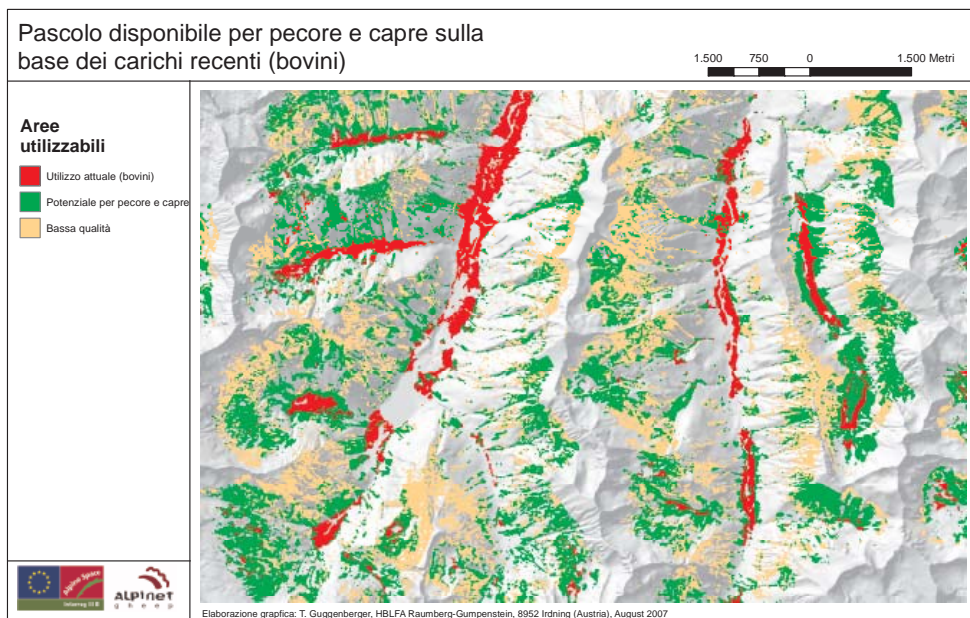 Pascolo disponibile per pecore e capre sulla
base dei carichi recenti (bovini)
1.500 750 0 1.500 Metri
Aree
utilizzabili
Utilizzo attuale (bovini)
Potenziale per pecore e capre
Bassa qualità
Alpine Space
Interreg III B
ALPINET
gheep
Elaborazione grapfica: T. Guggenberger, HBLFA Raumberg-Gumpenstein, 8952 Irdning (Austria), August 2007